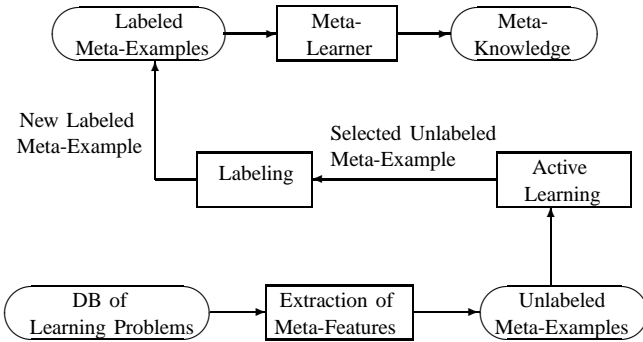 Labeled
Meta-Examples
Meta-
Learner
Meta-
Knowledge
New Labeled
Meta-Example
Labeling
Selected Unlabeled
Meta-Example
Active
Learning
DB of
Learning Problems
Extraction of
Meta-Features
Unlabeled
Meta-Examples